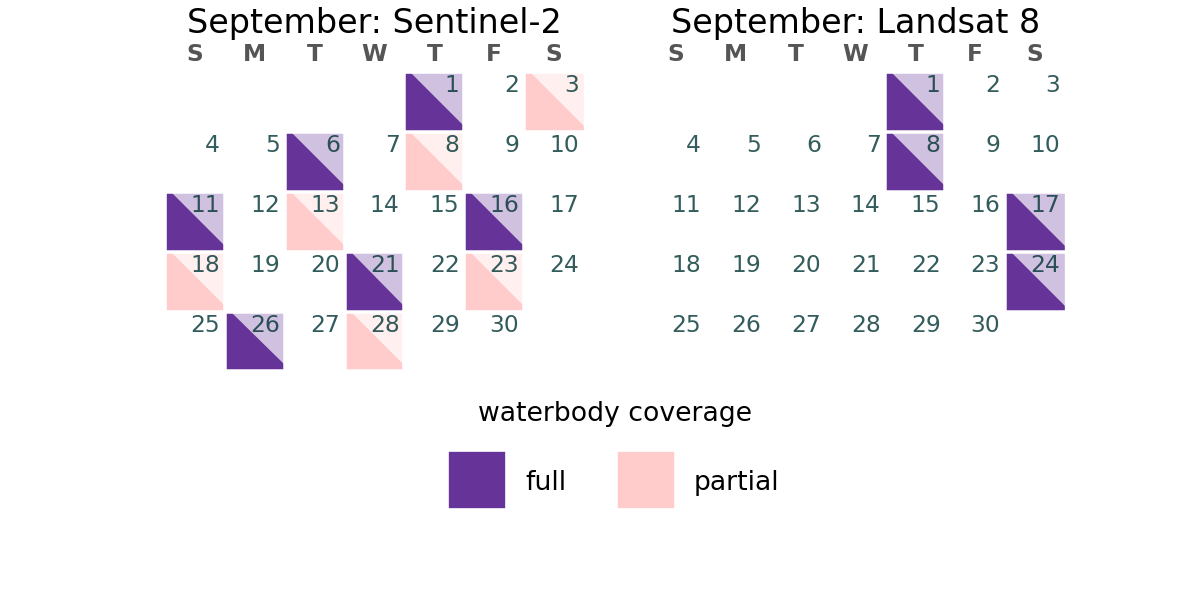 September: Sentinel-2
S M T W T F S
1 2 3
4 5 6 7 8 9 10
11 12 13 14 15 16 17
18 19 20 21 22 23 24
25 26 27 28 29 30
September: Landsat 8
S M T W T F S
1 2 3
4 5 6 7 8 9 10
11 12 13 14 15 16 17
18 19 20 21 22 23 24
25 26 27 28 29 30
waterbody coverage
full partial